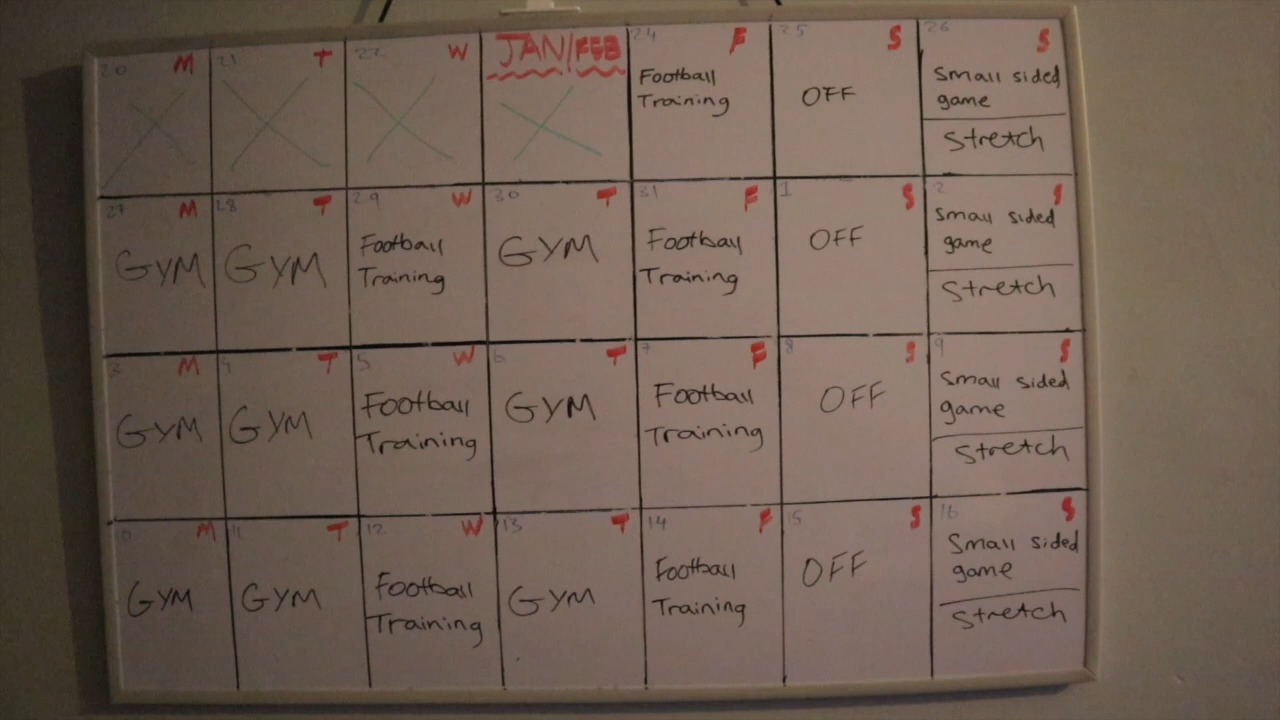 20 M 21 T 22 W JAN/FEB 24 F 25 S 26 S
Football
Training
OFF
Small sided
game
Stretch
27 M 28 T 29 W 30 T 31 F 1 S 2 S
GYM
GYM
Football
Training
GYM
Football
Training
OFF
Small sided
game
Stretch
3 M 4 T 5 W 6 T 7 F 8 S 9 S
GYM
GYM
Football
Training
GYM
Football
Training
OFF
Small sided
game
Stretch
10 M 11 T 12 W 13 T 14 F 15 S 16 S
GYM
GYM
Football
Training
GYM
Football
Training
OFF
Small sided
game
Stretch